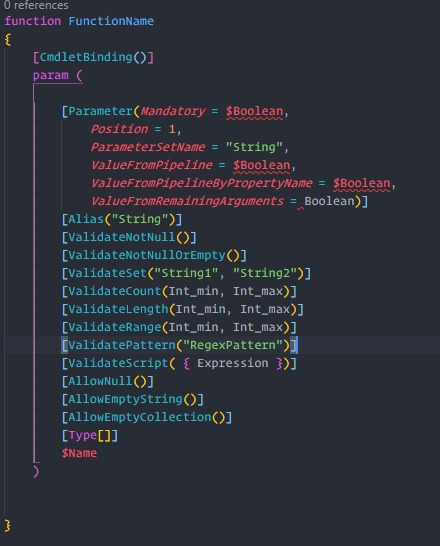 0 references
function FunctionName
{
[CmdletBinding()]
param (
[Parameter(Mandatory = $Boolean,
Position = 1,
ParameterSetName = "String",
ValueFromPipeline = $Boolean,
ValueFromPipelineByPropertyName = $Boolean,
ValueFromRemainingArguments = Boolean)]
[Alias("String")]
[ValidateNotNull()]
[ValidateNotNullOrEmpty()]
[ValidateSet("String1", "String2")]
[ValidateCount(Int_min, Int_max)]
[ValidateLength(Int_min, Int_max)]
[ValidateRange(Int_min, Int_max)]
[ValidatePattern("RegexPattern")]
[ValidateScript( { Expression })]
[AllowNull()]
[AllowEmptyString()]
[AllowEmptyCollection()]
[Type[]]
$Name
)
}